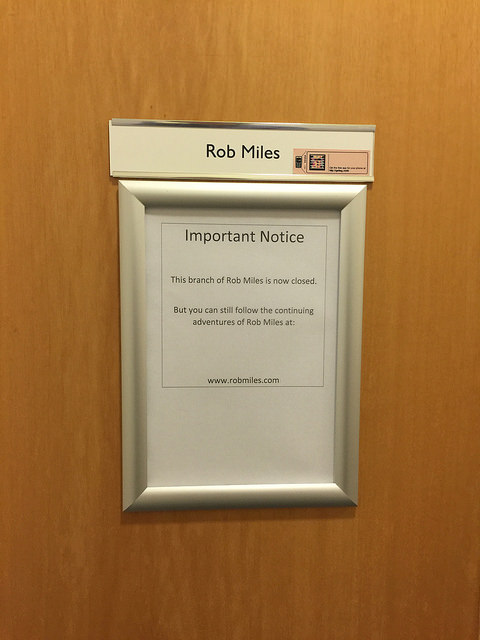 Rob Miles
Important Notice
This branch of Rob Miles is now closed.
But you can still follow the continuing
adventures of Rob Miles at:
www.robmiles.com